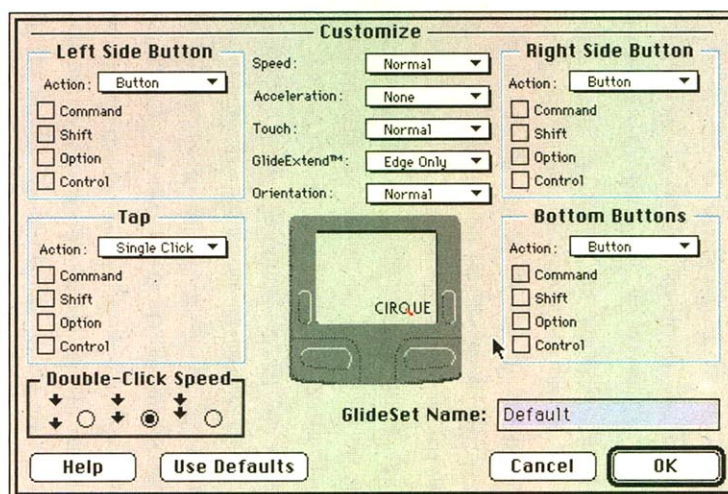 Customize
Left Side Button
Action: Button
Command
Shift
Option
Control
Speed: Normal
Acceleration: None
Touch: Normal
GlideExtend™: Edge Only
Orientation: Normal
Right Side Button
Action: Button
Command
Shift
Option
Control
Tap
Action: Single Click
Command
Shift
Option
Control
CIRQUE
Bottom Buttons
Action: Button
Command
Shift
Option
Control
Double-Click Speed
GlideSet Name: Default
Help
Use Defaults
Cancel
OK